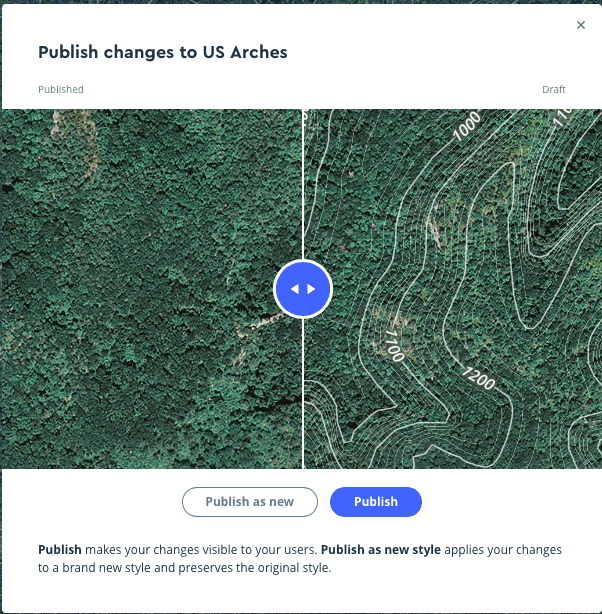 Publish changes to US Arches
Published
Draft
1000
1100
1200
Publish as new
Publish
Publish makes your changes visible to your users. Publish as new style applies your changes
to a brand new style and preserves the original style.